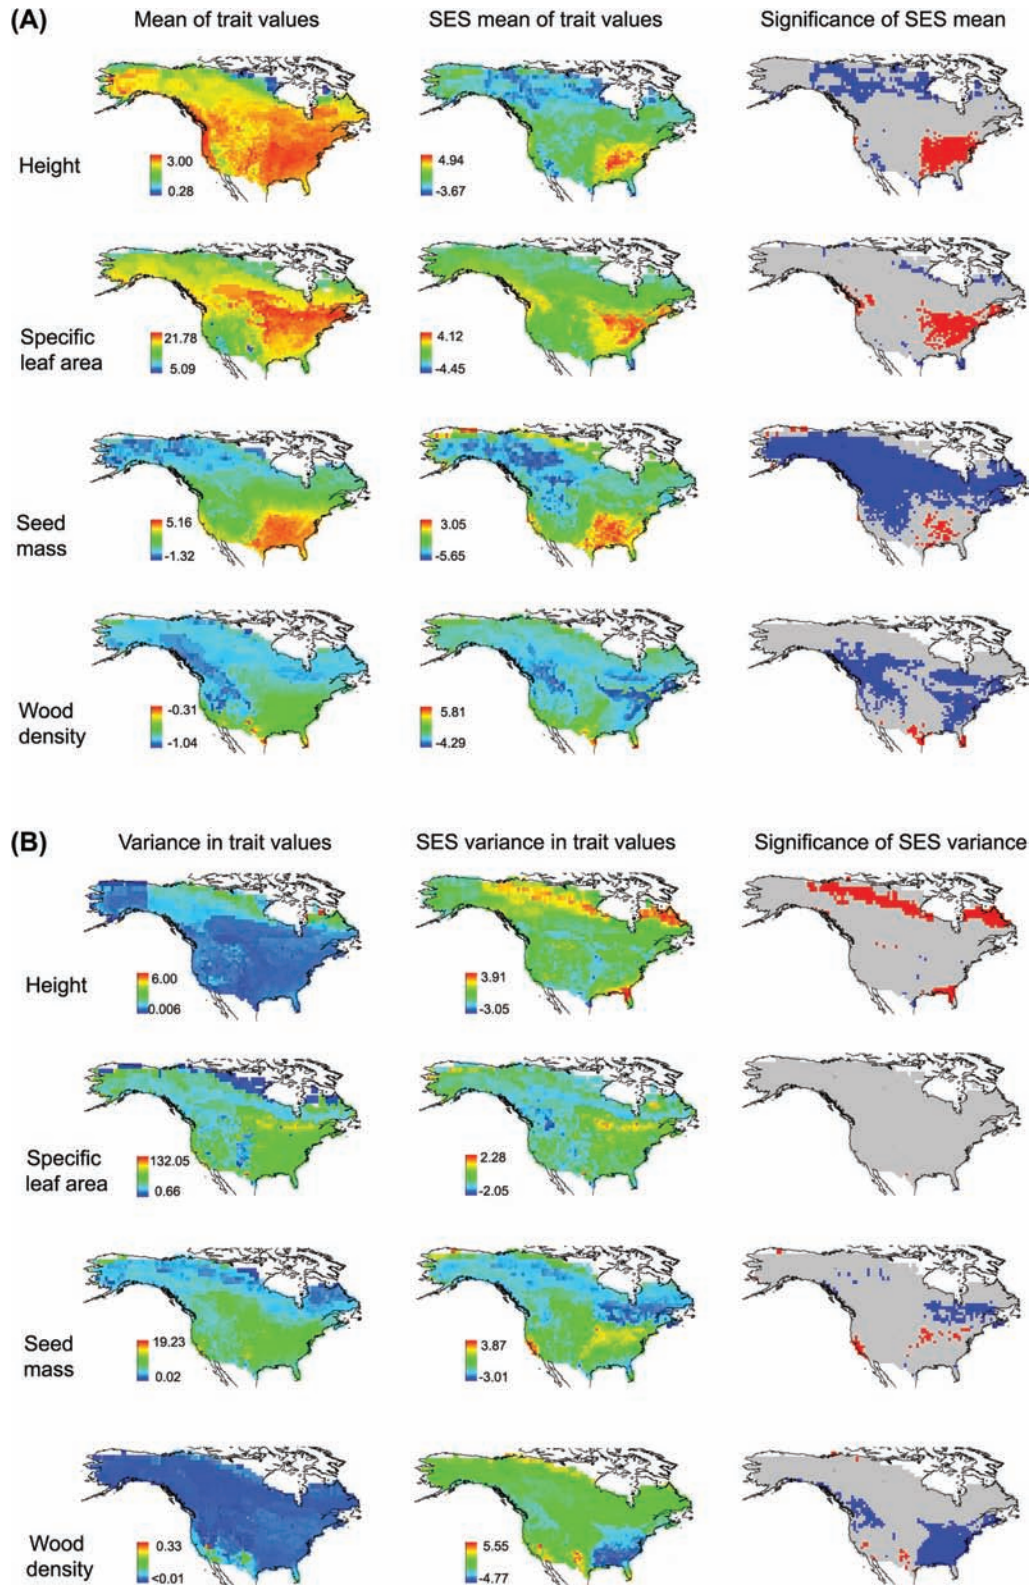 (A)
Mean of trait values
SES mean of trait values
Significance of SES mean
Height
3.00
0.28
4.94
-3.67
Specific
leaf area
21.78
5.09
4.12
-4.45
Seed
mass
5.16
-1.32
3.05
-5.65
Wood
density
-0.31
-1.04
5.81
-4.29
(B)
Variance in trait values
SES variance in trait values
Significance of SES variance
Height
6.00
0.006
3.91
-3.05
Specific
leaf area
132.05
0.66
2.28
-2.05
Seed
mass
19.23
0.02
3.87
-3.01
Wood
density
0.33
<0.01
5.55
-4.77